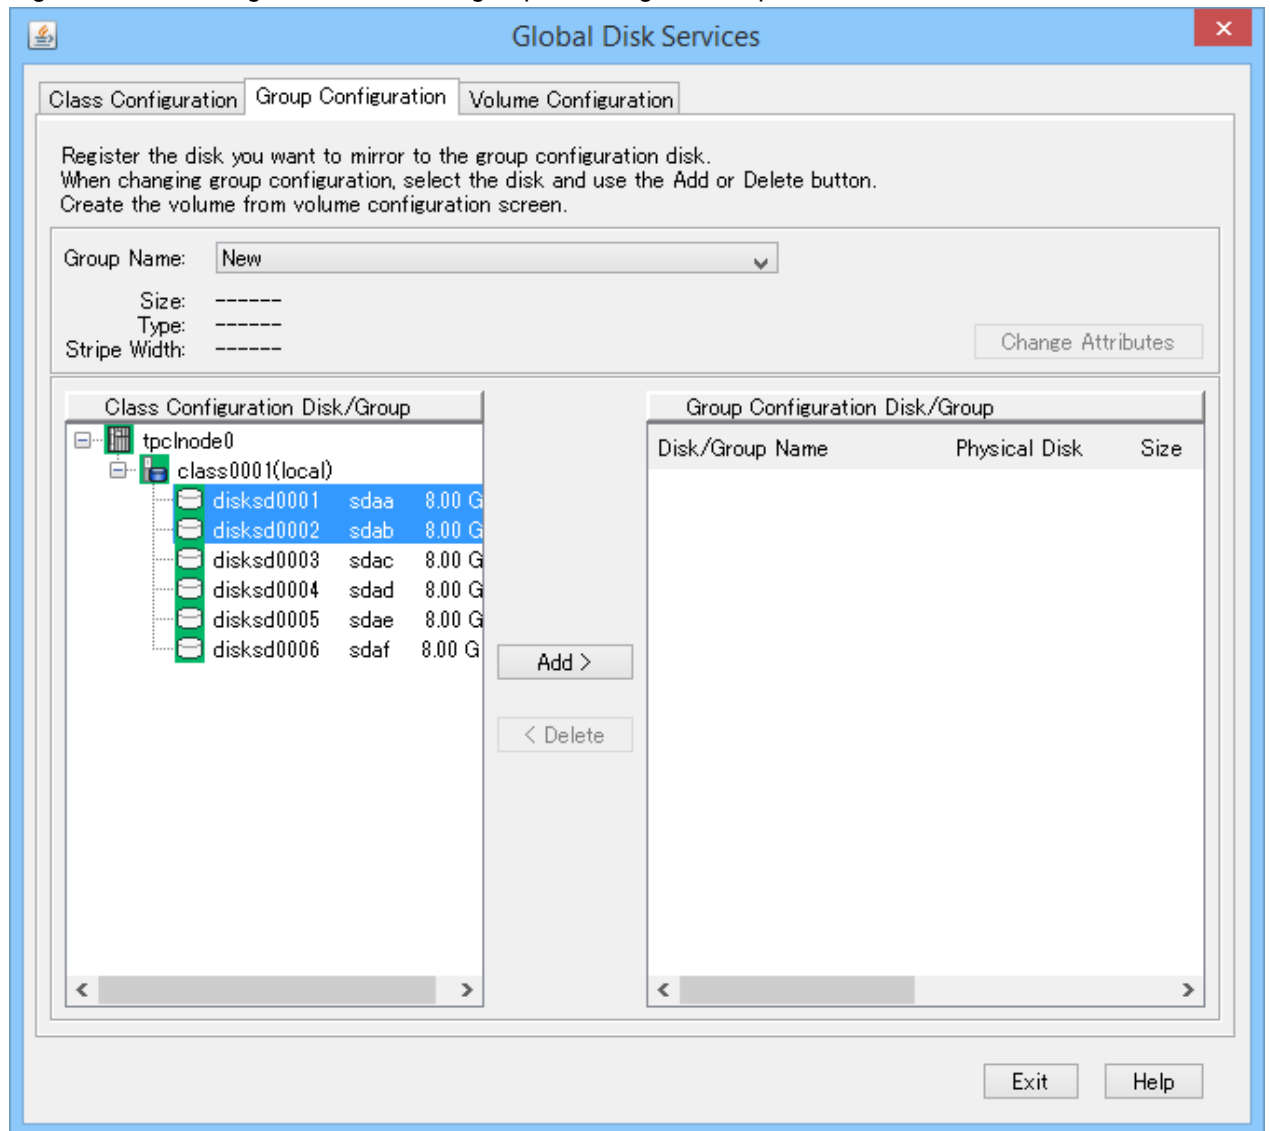 Global Disk Services
Class Configuration Group Configuration Volume Configuration
Register the disk you want to mirror to the group configuration disk.
When changing group configuration, select the disk and use the Add or Delete button.
Create the volume from volume configuration screen.
Group Name: New
Size: ------
Type: ------
Stripe Width: ------
Change Attributes
Class Configuration Disk/Group
tpclnode0
class0001(local)
disksd0001 sdaa 8.00 G
disksd0002 sdab 8.00 G
disksd0003 sdac 8.00 G
disksd0004 sdad 8.00 G
disksd0005 sdae 8.00 G
disksd0006 sdaf 8.00 G
Add >
< Delete
Group Configuration Disk/Group
Disk/Group Name Physical Disk Size
Exit Help